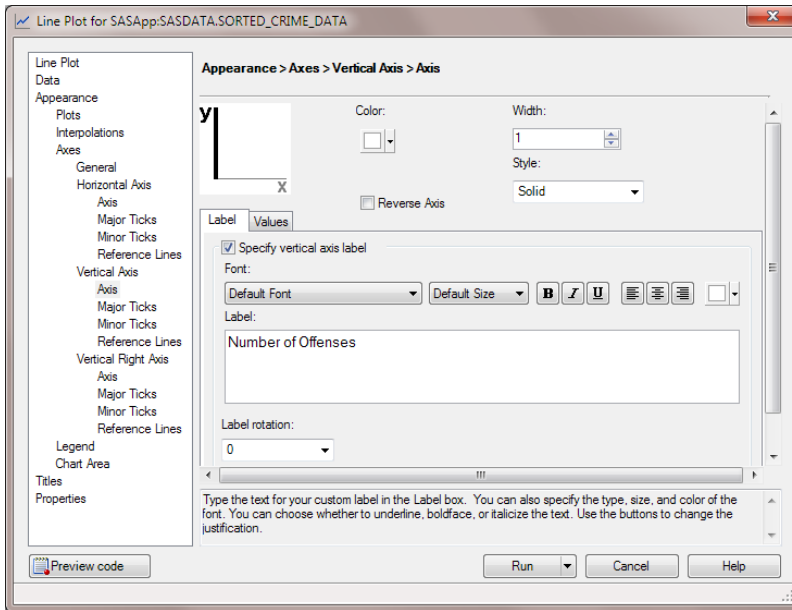 Line Plot for SASApp:SASDATA.SORTED_CRIME_DATA
Line Plot
Data
Appearance
Plots
Interpolations
Axes
General
Horizontal Axis
Axis
Major Ticks
Minor Ticks
Reference Lines
Vertical Axis
Axis
Major Ticks
Minor Ticks
Reference Lines
Vertical Right Axis
Axis
Major Ticks
Minor Ticks
Reference Lines
Legend
Chart Area
Titles
Properties
Appearance > Axes > Vertical Axis > Axis
y
X
Color:
Width:
1
Style:
Solid
Reverse Axis
Label Values
Specify vertical axis label
Font:
Default Font Default Size B I U
Label:
Number of Offenses
Label rotation:
0
Type the text for your custom label in the Label box. You can also specify the type, size, and color of the
font. You can choose whether to underline, boldface, or italicize the text. Use the buttons to change the
justification.
Preview code Run Cancel Help